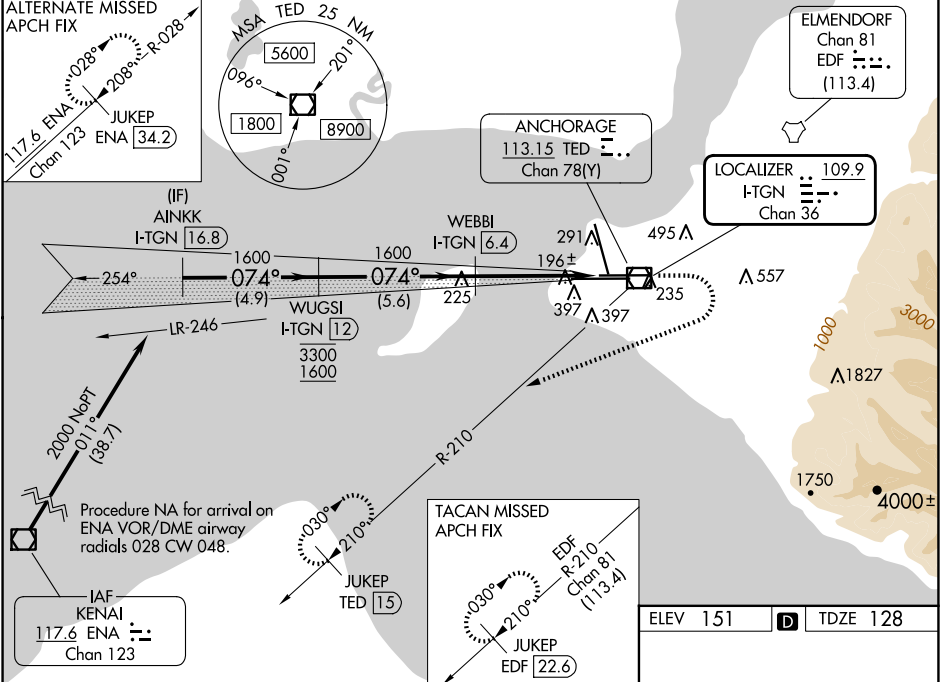 ALTERNATE MISSED
APCH FIX
028°
208°
R-028
117.6 ENA
Chan 123
JUKEP
ENA 34.2
MSA TED 25 NM
5600
096°
201°
1800
8900
001°
ELMENDORF
Chan 81
EDF
(113.4)
ANCHORAGE
113.15 TED
Chan 78(Y)
LOCALIZER 109.9
I-TGN
Chan 36
(IF)
AINKK
I-TGN 16.8
WEBBI
I-TGN 6.4
291
495
1600
1600
196±
254°
074°
074°
(4.9)
(5.6)
225
235
557
397
397
WUGSI
I-TGN 12
3300
1600
LR-246
1000
3000
1827
2000 NoPT
011°
(38.7)
R-210
1750
4000±
Procedure NA for arrival on
ENA VOR/DME airway
radials 028 CW 048.
030°
210°
JUKEP
TED 15
TACAN MISSED
APCH FIX
EDF
R-210
Chan 81
(113.4)
030°
210°
JUKEP
EDF 22.6
IAF
KENAI
117.6 ENA
Chan 123
ELEV 151 D TDZE 128